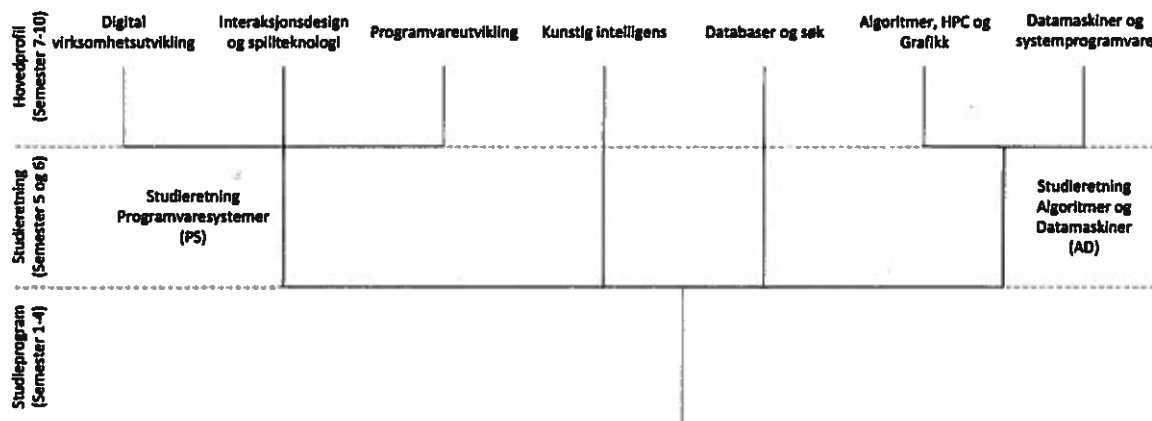 Hovedprofil
(Semester 7-10)
Digital
virksomhetsutvikling
Interaksjonsdesign
og spillteknologi
Programvareutvikling
Kunstig intelligens
Databaser og søk
Algoritmer, HPC og
Grafikk
Datamaskiner og
systemprogramvare
Studieretning
(Semester 5 og 6)
Studieretning
Programvaresystemer
(PS)
Studieretning
Algoritmer og
Datamaskiner
(AD)
Studieprogram
(Semester 1-4)